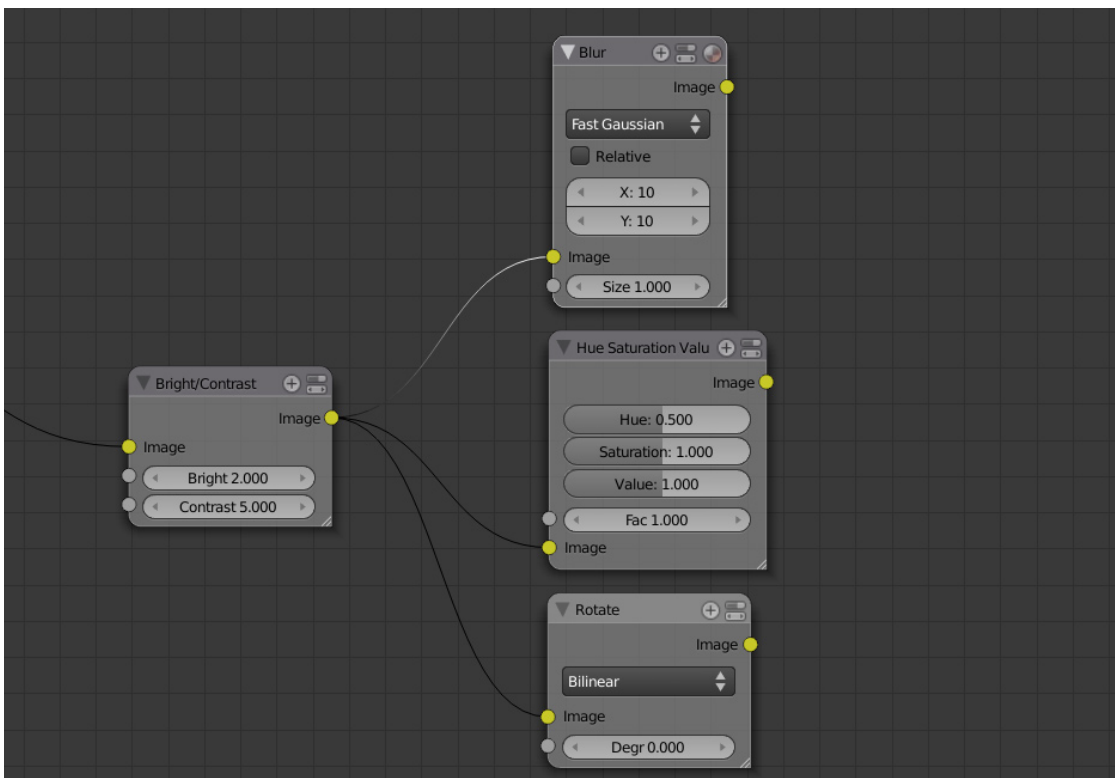 Blur
Image
Fast Gaussian
Relative
X: 10
Y: 10
Image
Size 1.000
Hue Saturation Valu
Image
Hue: 0.500
Saturation: 1.000
Value: 1.000
Fac 1.000
Image
Bright/Contrast
Image
Image
Bright 2.000
Contrast 5.000
Rotate
Image
Bilinear
Image
Degr 0.000